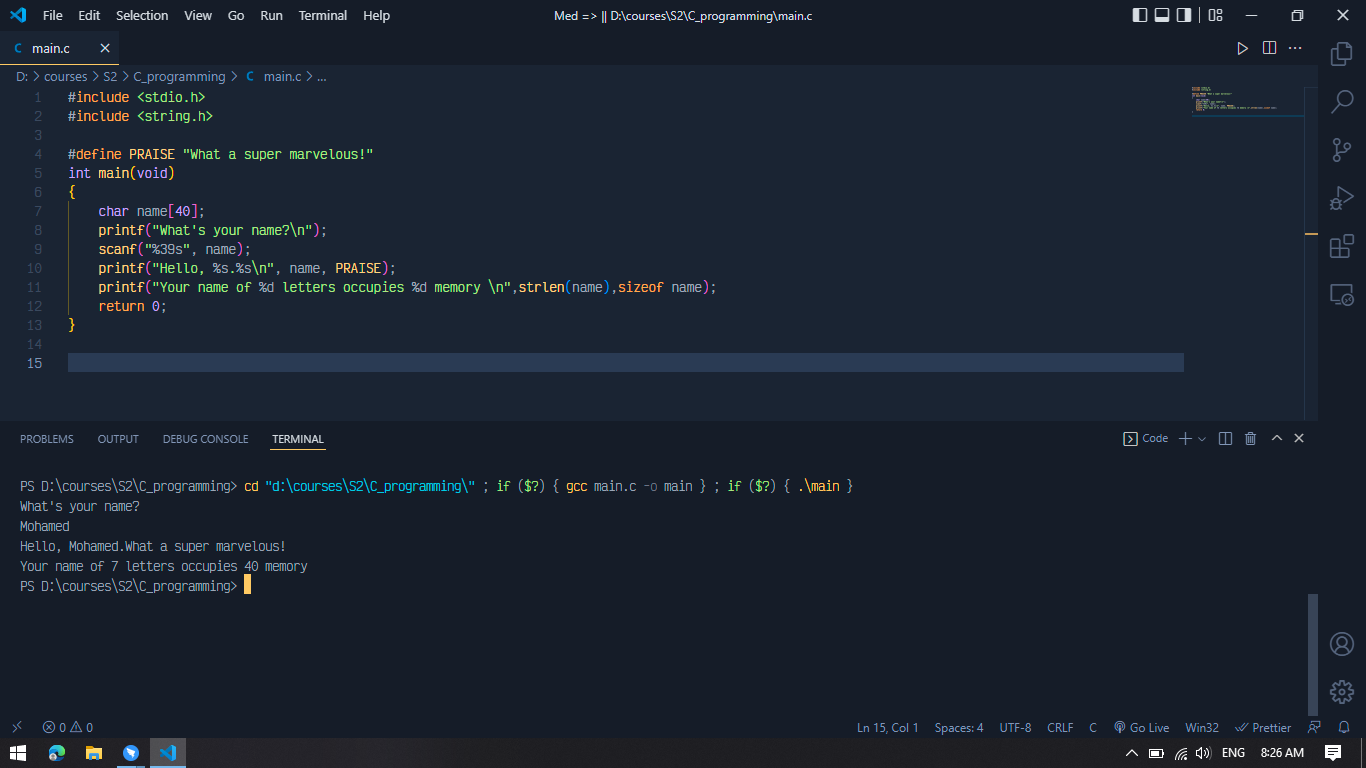 File Edit Selection View Go Run Terminal Help Med => || D:\courses\S2\C_programming\main.c
C main.c
D: > courses > S2 > C_programming > C main.c > ...
1 #include <stdio.h>
2 #include <string.h>
3
4 #define PRAISE "What a super marvelous!"
5 int main(void)
6 {
7     char name[40];
8     printf("What's your name?\n");
9     scanf("%39s", name);
10     printf("Hello, %s.%s\n", name, PRAISE);
11     printf("Your name of %d letters occupies %d memory \n",strlen(name),sizeof name);
12     return 0;
13 }
14
15
PROBLEMS OUTPUT DEBUG CONSOLE TERMINAL Code
PS D:\courses\S2\C_programming> cd "d:\courses\S2\C_programming\" ; if ($?) { gcc main.c -o main } ; if ($?) { .\main }
What's your name?
Mohamed
Hello, Mohamed.What a super marvelous!
Your name of 7 letters occupies 40 memory
PS D:\courses\S2\C_programming>
0 0 Ln 15, Col 1 Spaces: 4 UTF-8 CRLF C Go Live Win32 Prettier
ENG 8:26 AM